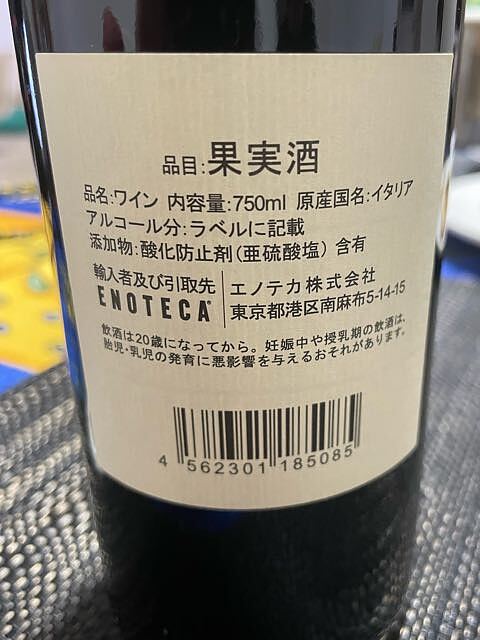 品目:果実酒
品名:ワイン 内容量:750ml 原産国名:イタリア
アルコール分:ラベルに記載
添加物:酸化防止剤(亜硫酸塩) 含有
輸入者及び引取先
ENOTECA
エノテカ株式会社
東京都港区南麻布5-14-15
飲酒は20歳になってから。妊娠中や授乳期の飲酒は、
胎児・乳児の発育に悪影響を与えるおそれがあります。
4 562301 185085